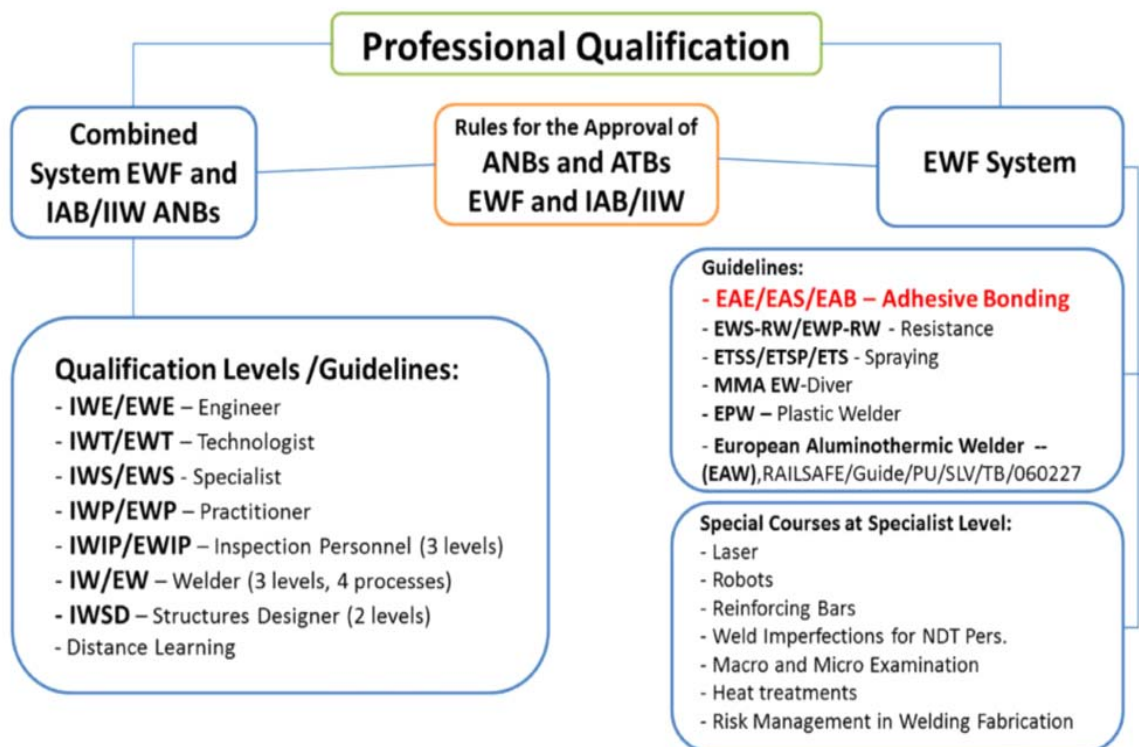 Professional Qualification
Combined
System EWF and
IAB/IIW ANBs
Rules for the Approval of
ANBs and ATBs
EWF and IAB/IIW
EWF System
Qualification Levels /Guidelines:
- IWE/EWE – Engineer
- IWT/EWT – Technologist
- IWS/EWS - Specialist
- IWP/EWP – Practitioner
- IWIP/EWIP – Inspection Personnel (3 levels)
- IW/EW – Welder (3 levels, 4 processes)
- IWSD – Structures Designer (2 levels)
- Distance Learning
Guidelines:
- EAE/EAS/EAB – Adhesive Bonding
- EWS-RW/EWP-RW - Resistance
- ETSS/ETSP/ETS - Spraying
- MMA EW-Diver
- EPW – Plastic Welder
- European Aluminothermic Welder --
(EAW),RAILSAFE/Guide/PU/SLV/TB/060227
Special Courses at Specialist Level:
- Laser
- Robots
- Reinforcing Bars
- Weld Imperfections for NDT Pers.
- Macro and Micro Examination
- Heat treatments
- Risk Management in Welding Fabrication